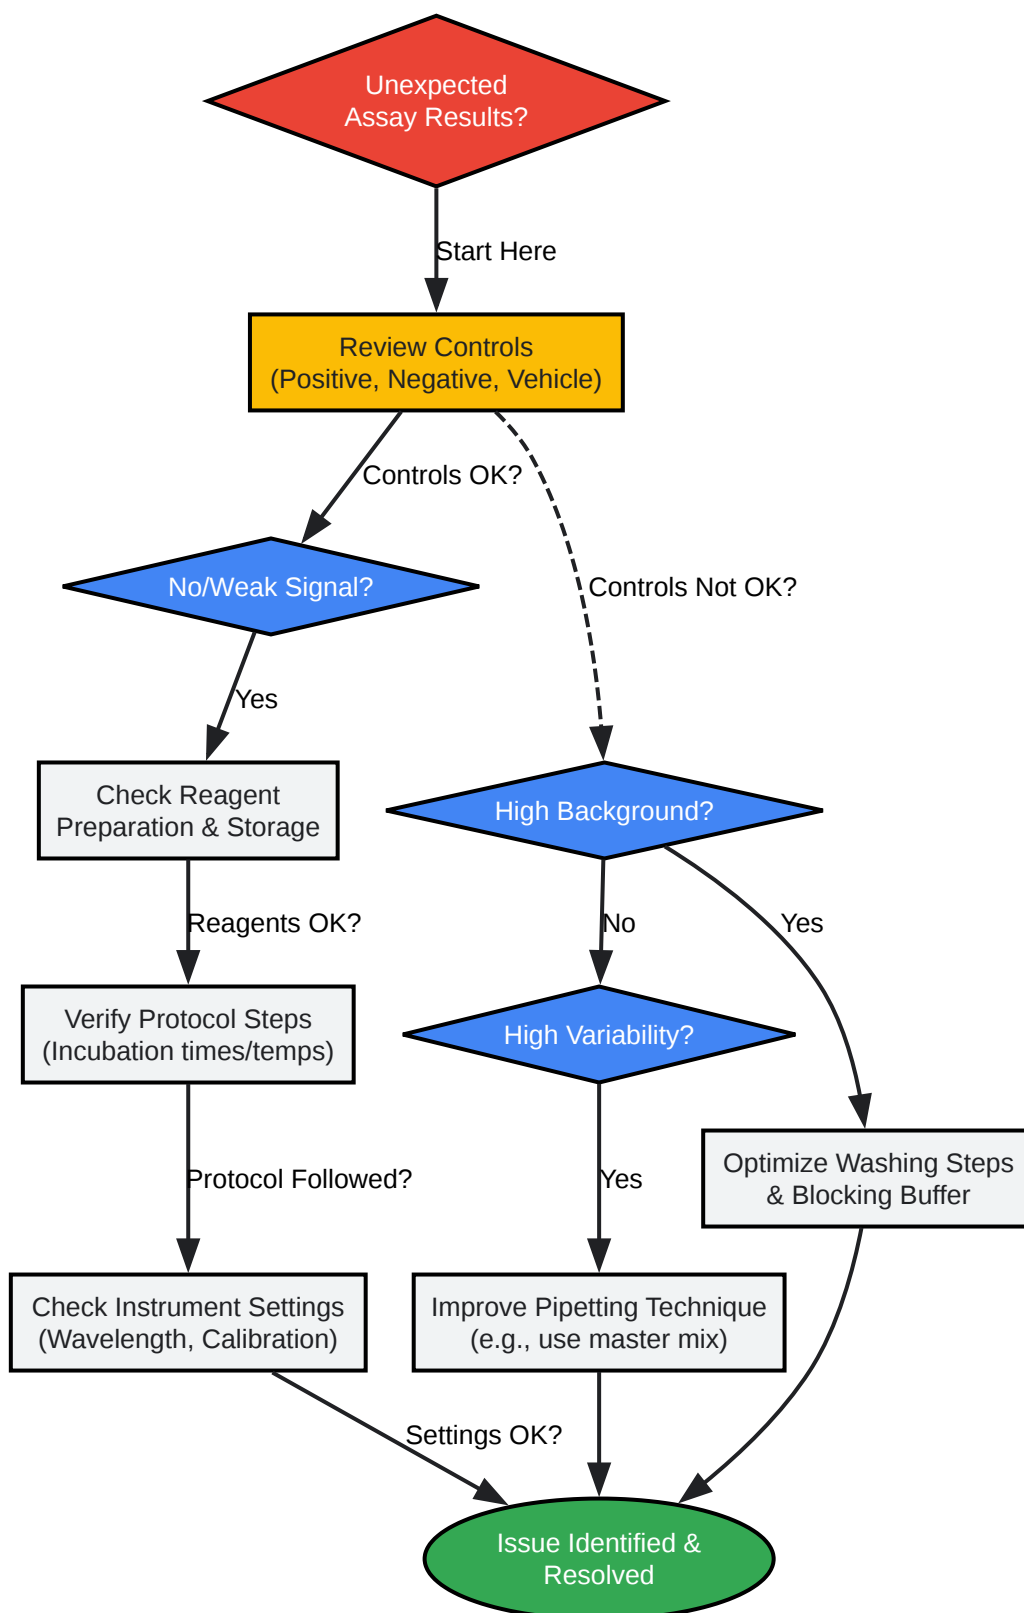 Unexpected
Assay Results?
Start Here
Review Controls
(Positive, Negative, Vehicle)
Controls OK?
No/Weak Signal?
Controls Not OK?
Yes
Check Reagent
Preparation & Storage
High Background?
Reagents OK?
No
Yes
Verify Protocol Steps
(Incubation times/temps)
High Variability?
Optimize Washing Steps
& Blocking Buffer
Protocol Followed?
Yes
Check Instrument Settings
(Wavelength, Calibration)
Improve Pipetting Technique
(e.g., use master mix)
Settings OK?
Issue Identified &
Resolved